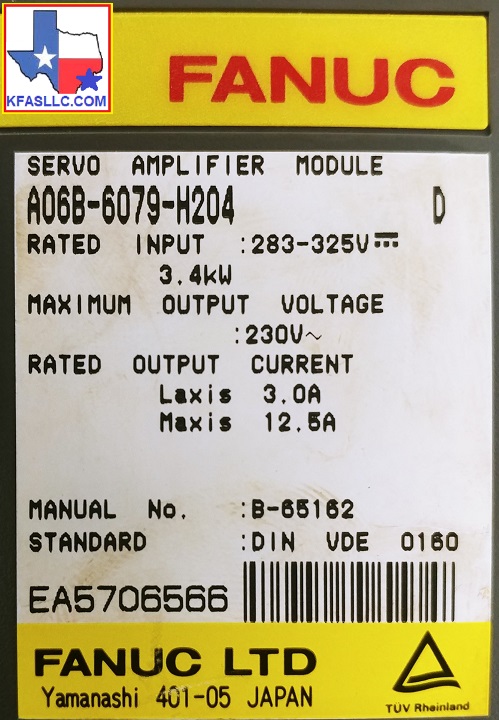 KFASLLC.COM
FANUC
SERVO AMPLIFIER MODULE
A06B-6079-H204 D
RATED INPUT :283-325V⎓
3.4kW
MAXIMUM OUTPUT VOLTAGE
:230V~
RATED OUTPUT CURRENT
Laxis 3.0A
Maxis 12.5A
MANUAL No. :B-65162
STANDARD :DIN VDE 0160
EA5706566
FANUC LTD
Yamanashi 401-05 JAPAN
TÜV Rheinland